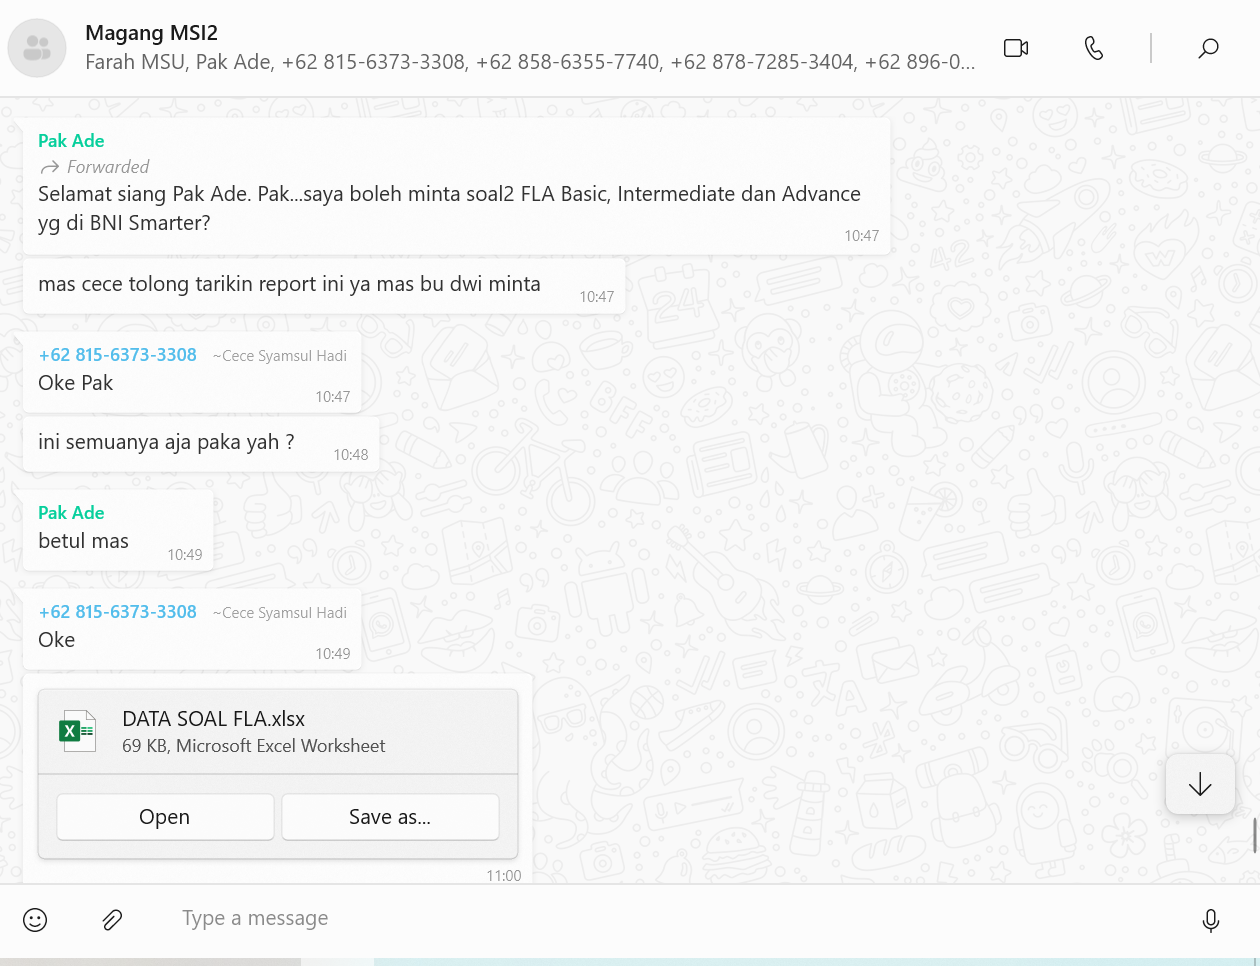 Magang MSI2
Farah MSU, Pak Ade, +62 815-6373-3308, +62 858-6355-7740, +62 878-7285-3404, +62 896-0...
Pak Ade
Forwarded
Selamat siang Pak Ade. Pak...saya boleh minta soal2 FLA Basic, Intermediate dan Advance
yg di BNI Smarter?
10:47
mas cece tolong tarikin report ini ya mas bu dwi minta
10:47
+62 815-6373-3308 ~Cece Syamsul Hadi
Oke Pak
10:47
ini semuanya aja paka yah ?
10:48
Pak Ade
betul mas
10:49
+62 815-6373-3308 ~Cece Syamsul Hadi
Oke
10:49
DATA SOAL FLA.xlsx
69 KB, Microsoft Excel Worksheet
Open Save as...
11:00
Type a message